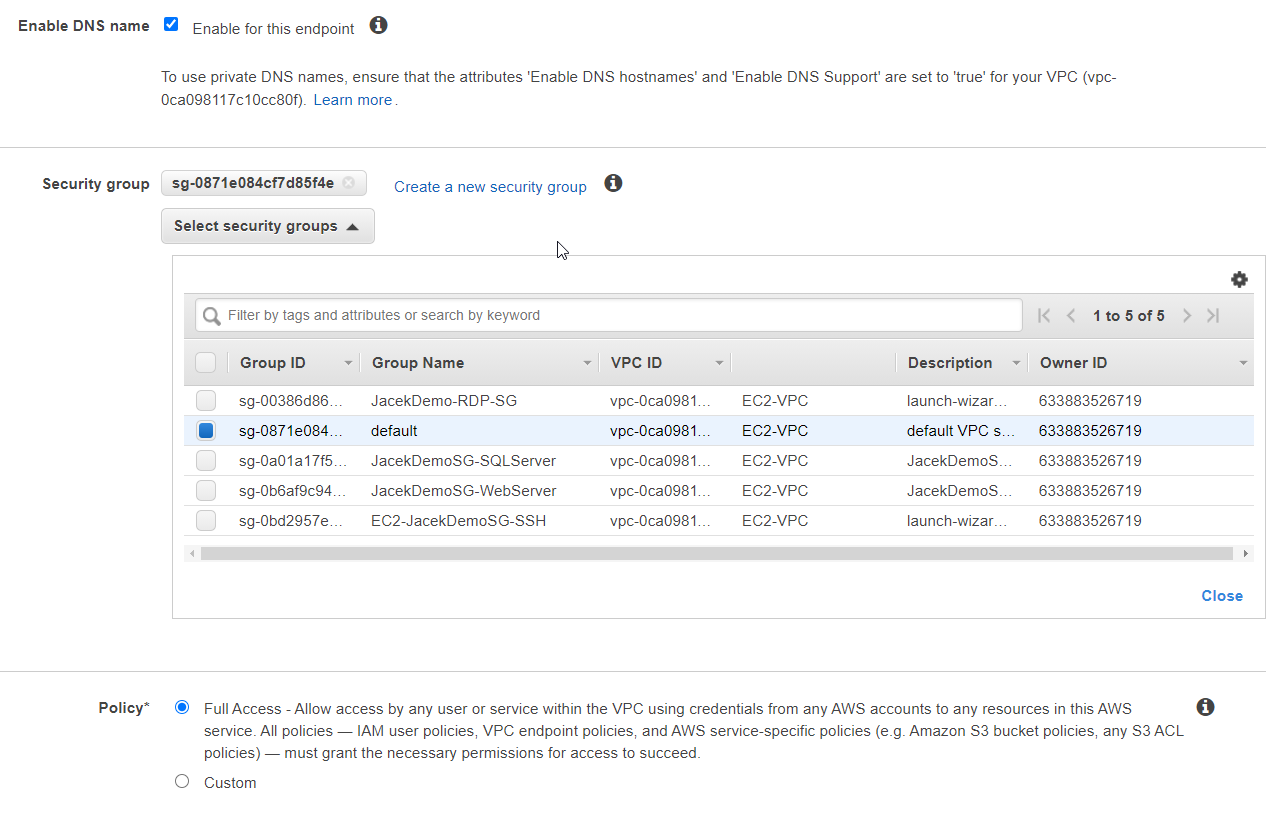 Enable DNS name Enable for this endpoint
To use private DNS names, ensure that the attributes 'Enable DNS hostnames' and 'Enable DNS Support' are set to 'true' for your VPC (vpc-
0ca098117c10cc80f). Learn more.
Security group sg-0871e084cf7d85f4e Create a new security group
Select security groups
Filter by tags and attributes or search by keyword 1 to 5 of 5
Group ID Group Name VPC ID Description Owner ID
sg-00386d86... JacekDemo-RDP-SG vpc-0ca0981... EC2-VPC launch-wizar... 633883526719
sg-0871e084... default vpc-0ca0981... EC2-VPC default VPC s... 633883526719
sg-0a01a17f5... JacekDemoSG-SQLServer vpc-0ca0981... EC2-VPC JacekDemoS... 633883526719
sg-0b6af9c94... JacekDemoSG-WebServer vpc-0ca0981... EC2-VPC JacekDemoS... 633883526719
sg-0bd2957e... EC2-JacekDemoSG-SSH vpc-0ca0981... EC2-VPC launch-wizar... 633883526719
Close
Policy* Full Access - Allow access by any user or service within the VPC using credentials from any AWS accounts to any resources in this AWS
service. All policies — IAM user policies, VPC endpoint policies, and AWS service-specific policies (e.g. Amazon S3 bucket policies, any S3 ACL
policies) — must grant the necessary permissions for access to succeed.
Custom